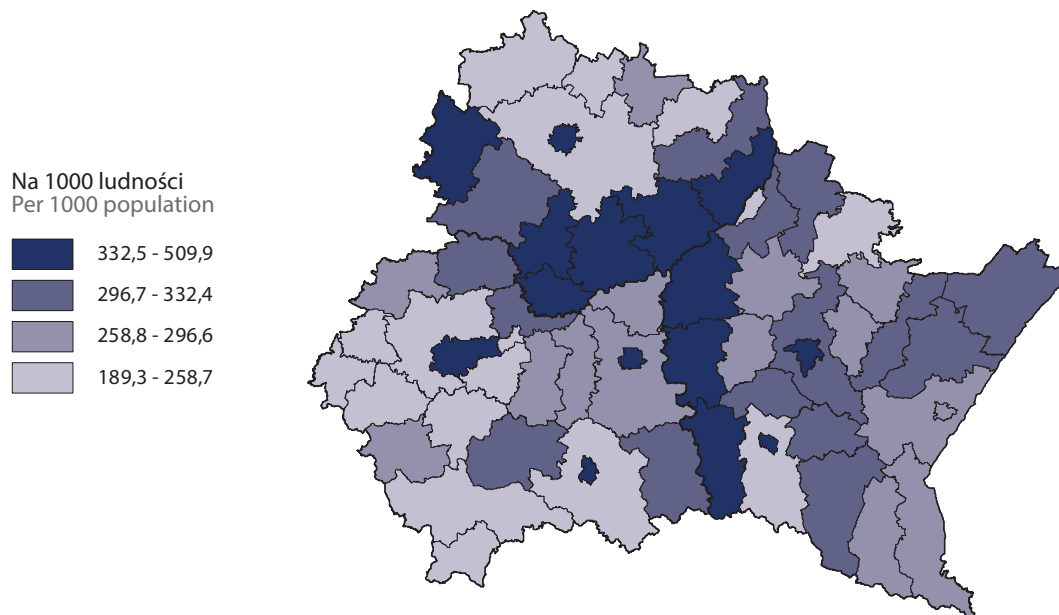 Na 1000 ludności
Per 1000 population
332,5 - 509,9
296,7 - 332,4
258,8 - 296,6
189,3 - 258,7